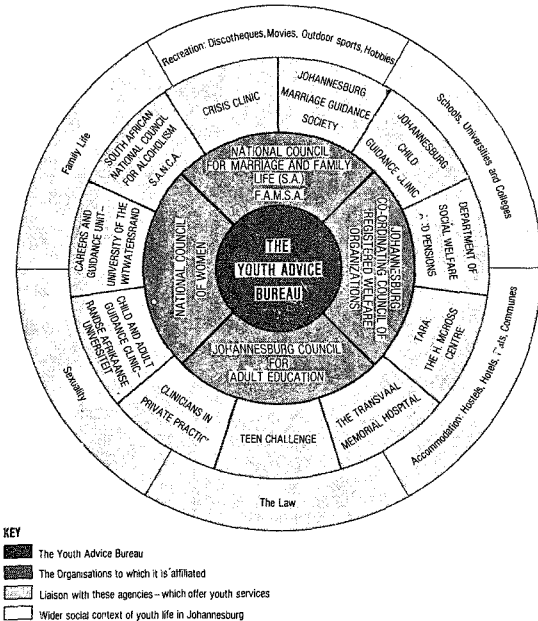 Recreation: Discotheques, Movies, Outdoor sports, Hobbies
Schools, Universities and Colleges
Accommodation: Hostels, Hotels, Communes
The Law
Sexuality
Family Life
CRISIS CLINIC
JOHANNESBURG
MARRIAGE GUIDANCE
SOCIETY
JOHANNESBURG
CHILD
GUIDANCE CLINIC
DEPARTMENT OF
SOCIAL WELFARE
PENSIONS
TARA:
THE H. MOROSS
CENTRE
THE TRANSVAAL
MEMORIAL HOSPITAL
TEEN CHALLENGE
CLINICIANS IN
PRIVATE
CHILD AND ADULT
GUIDANCE CLINIC
RANDSE AFRIKAANSE
UNIVERSITEIT
CAREERS AND
GUIDANCE UNIT–
UNIVERSITY OF THE
WITWATERSRAND
SOUTH AFRICAN
NATIONAL COUNCIL
FOR ALCOHOLISM
S.A.N.C.A.
NATIONAL COUNCIL
FOR MARRIAGE AND FAMILY
LIFE (S.A.)
F.A.M.S.A.
JOHANNESBURG
CO-ORDINATING COUNCIL OF
REGISTERED WELFARE
ORGANIZATIONS
JOHANNESBURG COUNCIL
FOR
ADULT EDUCATION
NATIONAL COUNCIL
OF WOMEN
THE
YOUTH ADVICE
BUREAU
KEY
The Youth Advice Bureau
The Organisations to which it is affiliated
Liaison with these agencies – which offer youth services
Wider social context of youth life in Johannesburg